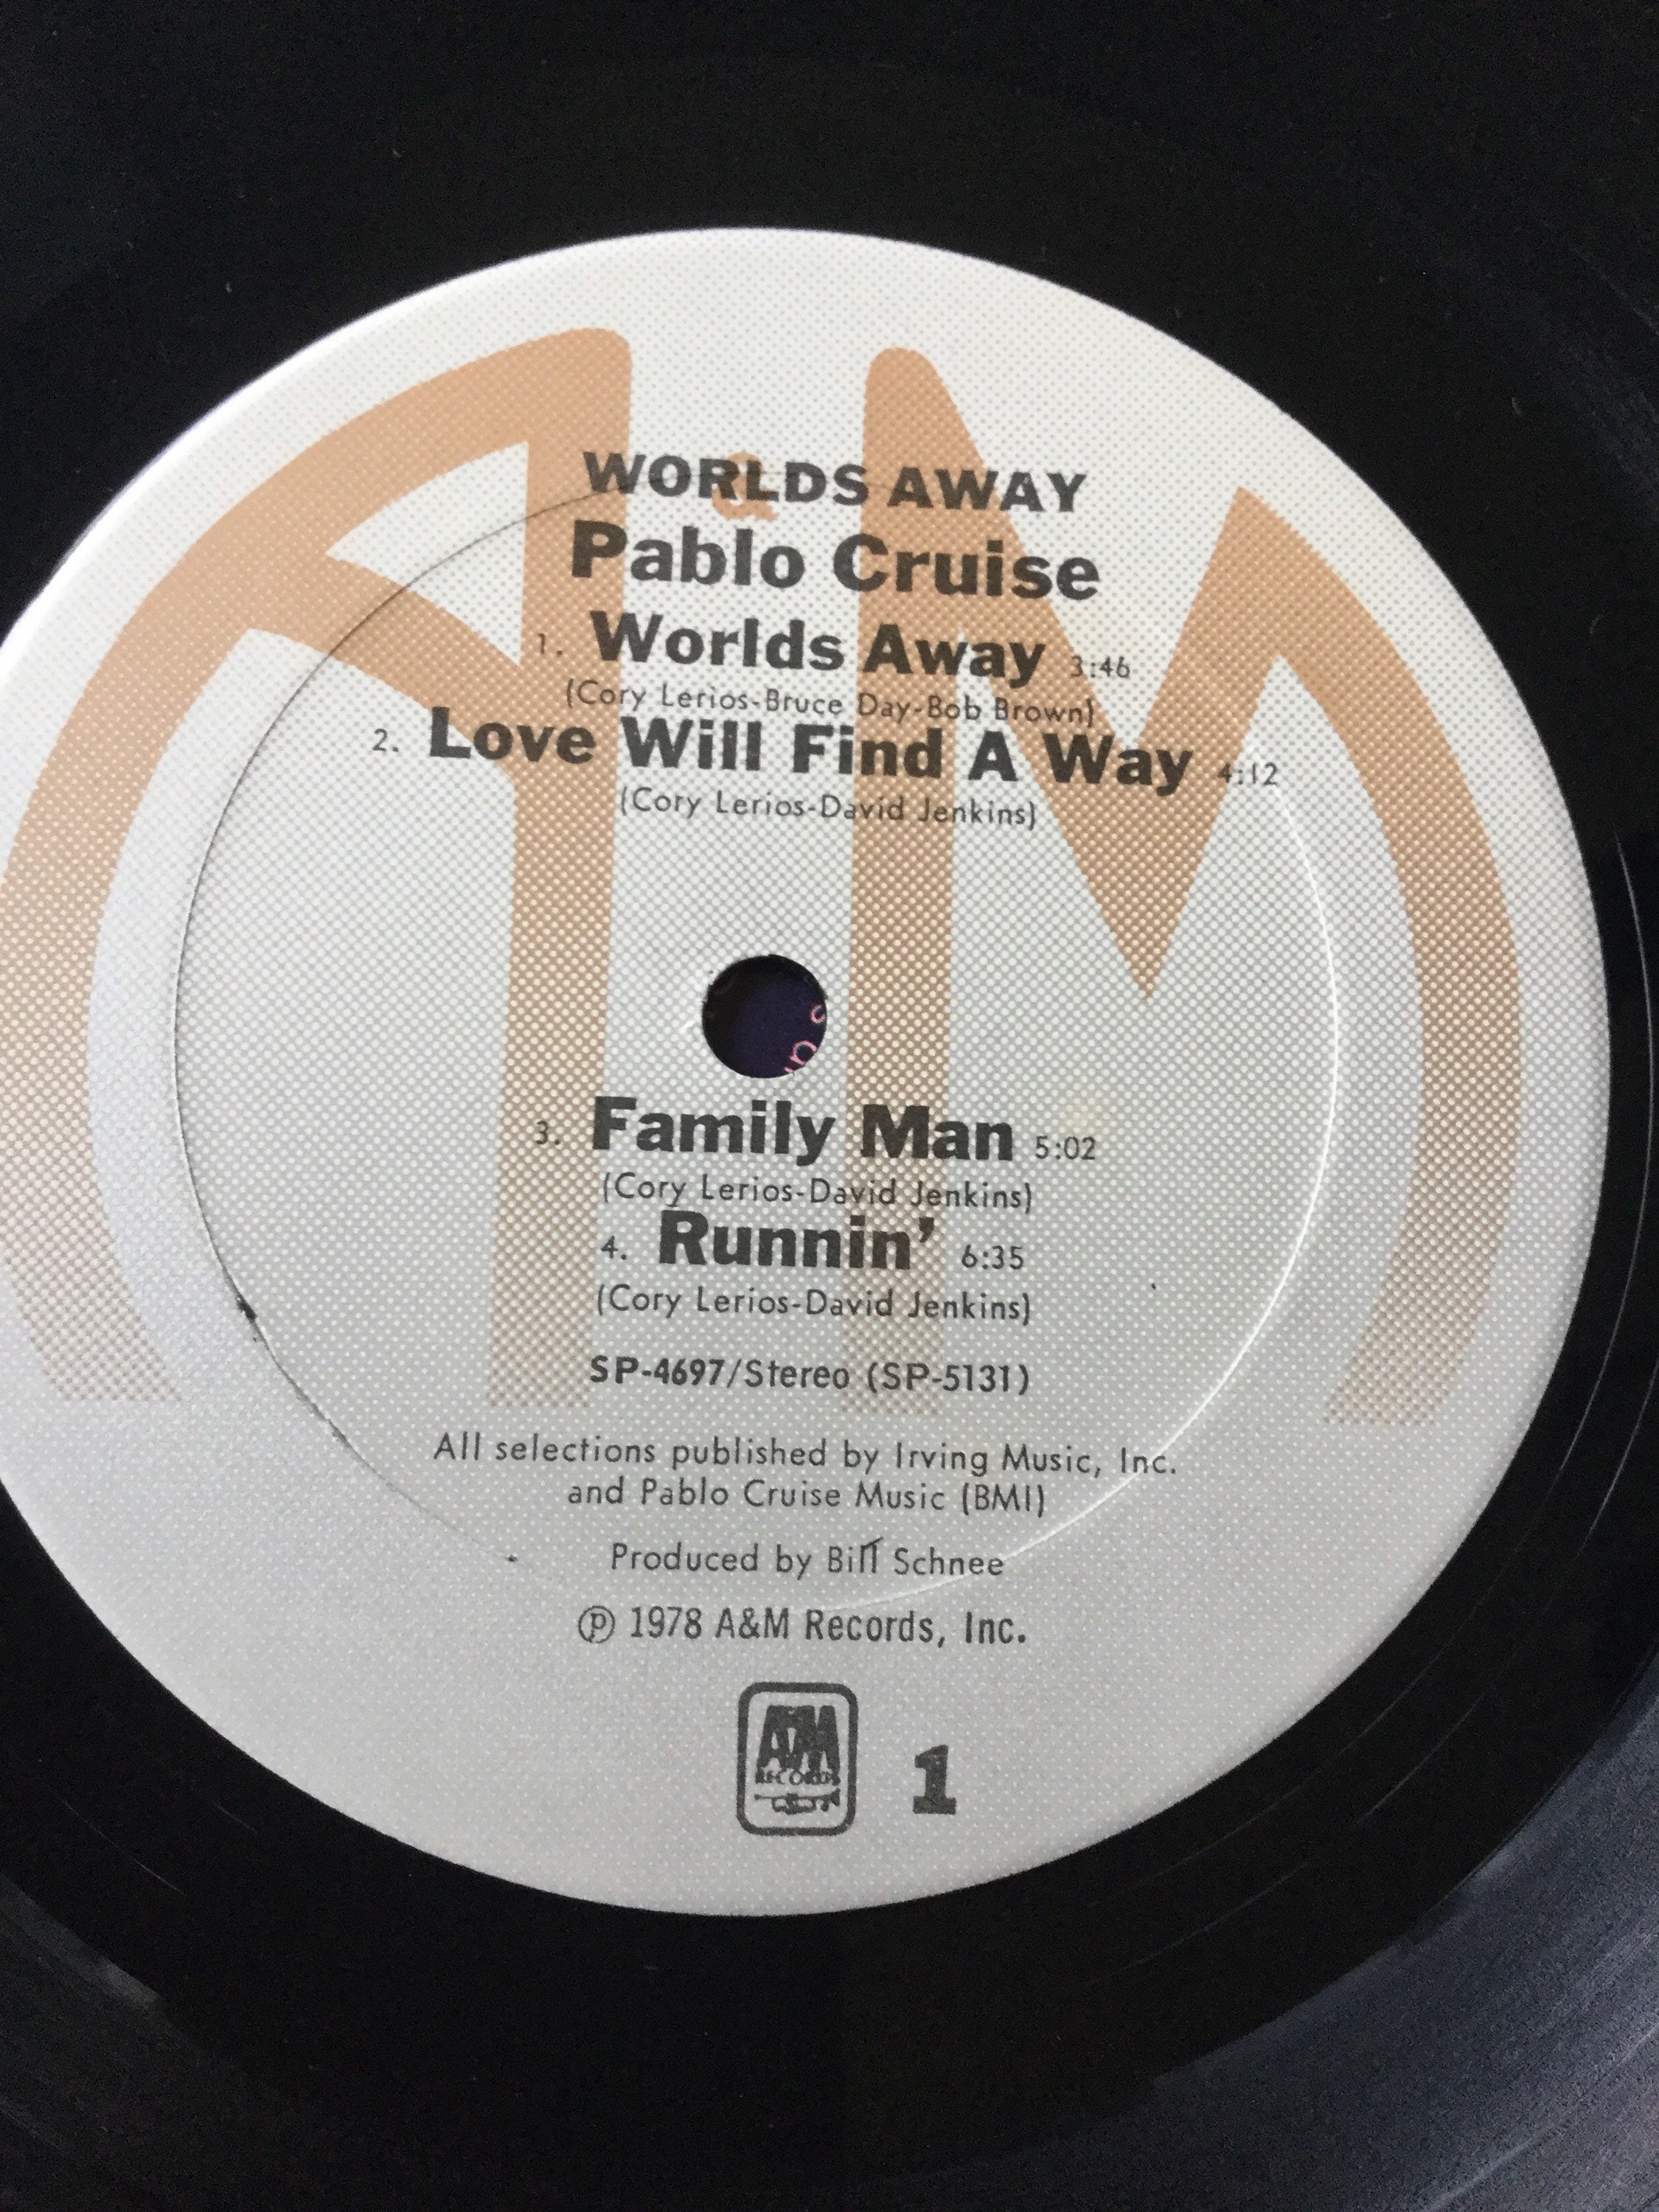 A & M
WORLDS AWAY
Pablo Cruise
1. Worlds Away 3:46
(Cory Lerios-Bruce Day-Bob Brown)
2. Love Will Find A Way 4:12
(Cory Lerios-David Jenkins)
3. Family Man 5:02
(Cory Lerios-David Jenkins)
4. Runnin’ 6:35
(Cory Lerios-David Jenkins)
SP-4697/Stereo (SP-5131)
All selections published by Irving Music, Inc.
and Pablo Cruise Music (BMI)
Produced by Bill Schnee
℗ 1978 A&M Records, Inc.
A&M
RECORDS
1